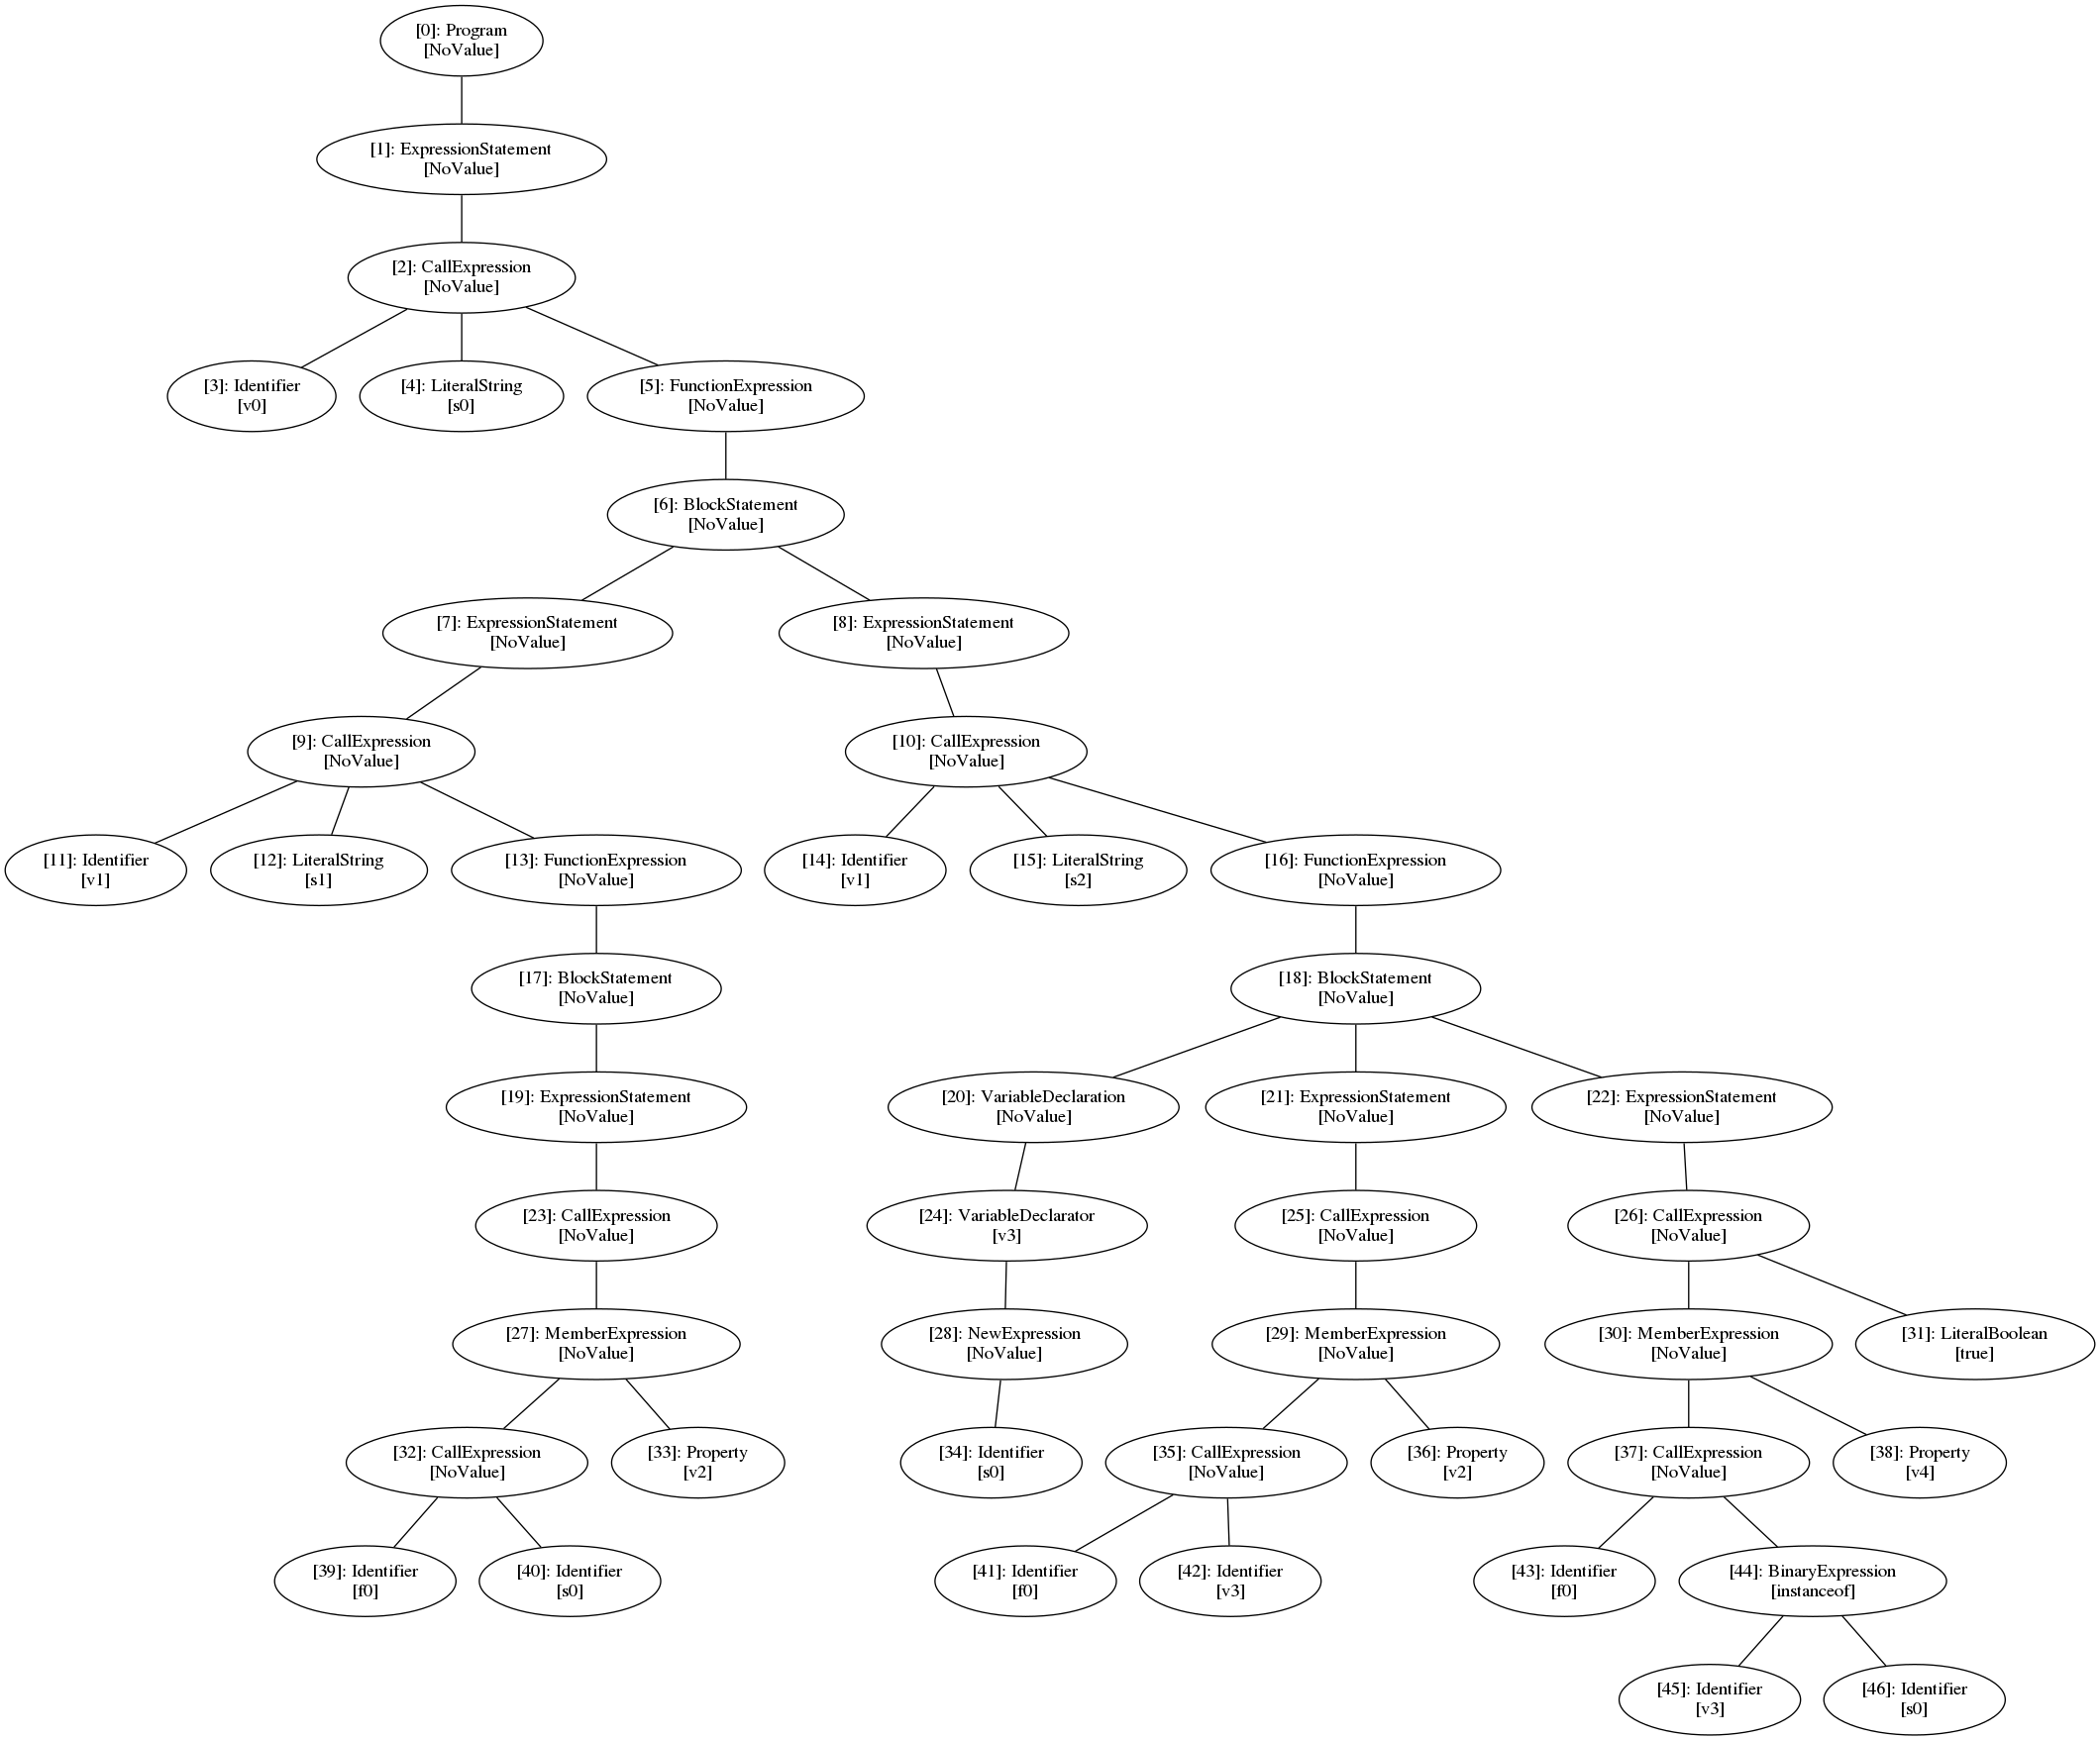 [0]: Program
[NoValue]
[1]: ExpressionStatement
[NoValue]
[2]: CallExpression
[NoValue]
[3]: Identifier
[v0]
[4]: LiteralString
[s0]
[5]: FunctionExpression
[NoValue]
[6]: BlockStatement
[NoValue]
[7]: ExpressionStatement
[NoValue]
[8]: ExpressionStatement
[NoValue]
[9]: CallExpression
[NoValue]
[10]: CallExpression
[NoValue]
[11]: Identifier
[v1]
[12]: LiteralString
[s1]
[13]: FunctionExpression
[NoValue]
[14]: Identifier
[v1]
[15]: LiteralString
[s2]
[16]: FunctionExpression
[NoValue]
[17]: BlockStatement
[NoValue]
[18]: BlockStatement
[NoValue]
[19]: ExpressionStatement
[NoValue]
[20]: VariableDeclaration
[NoValue]
[21]: ExpressionStatement
[NoValue]
[22]: ExpressionStatement
[NoValue]
[23]: CallExpression
[NoValue]
[24]: VariableDeclarator
[v3]
[25]: CallExpression
[NoValue]
[26]: CallExpression
[NoValue]
[27]: MemberExpression
[NoValue]
[28]: NewExpression
[NoValue]
[29]: MemberExpression
[NoValue]
[30]: MemberExpression
[NoValue]
[31]: LiteralBoolean
[true]
[32]: CallExpression
[NoValue]
[33]: Property
[v2]
[34]: Identifier
[s0]
[35]: CallExpression
[NoValue]
[36]: Property
[v2]
[37]: CallExpression
[NoValue]
[38]: Property
[v4]
[39]: Identifier
[f0]
[40]: Identifier
[s0]
[41]: Identifier
[f0]
[42]: Identifier
[v3]
[43]: Identifier
[f0]
[44]: BinaryExpression
[instanceof]
[45]: Identifier
[v3]
[46]: Identifier
[s0]